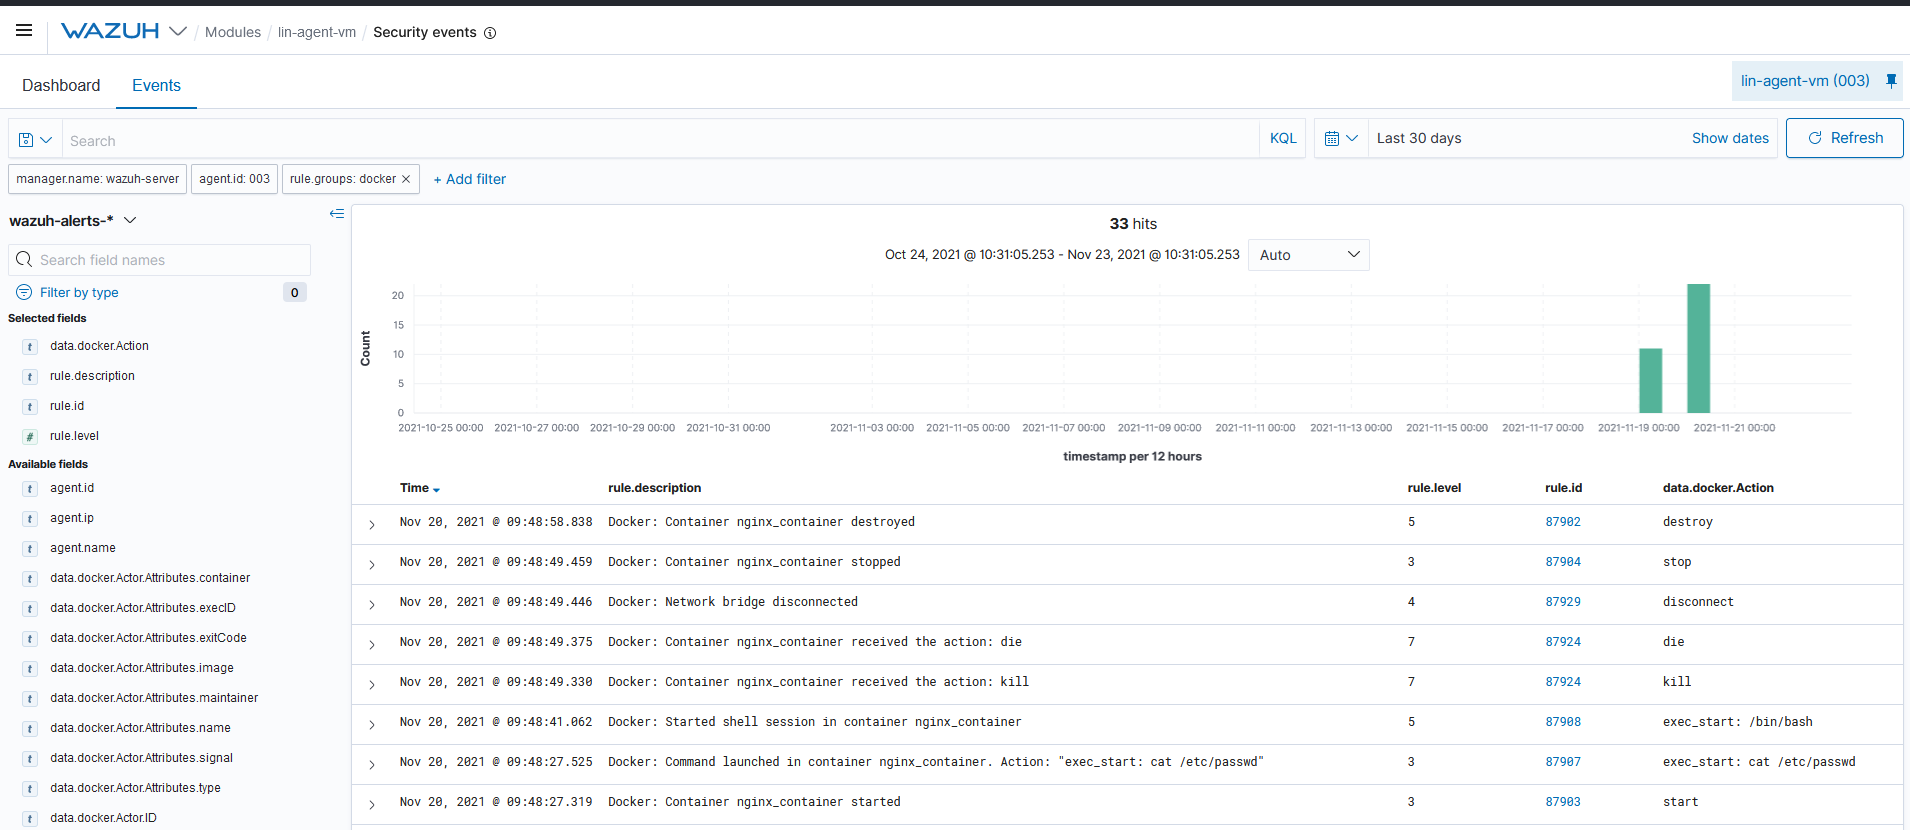 WAZUH / Modules / lin-agent-vm / Security events
Dashboard Events lin-agent-vm (003)
Search KQL Last 30 days Show dates Refresh
manager.name: wazuh-server agent.id: 003 rule.groups: docker × + Add filter
wazuh-alerts-*
Search field names
Filter by type 0
Selected fields
t data.docker.Action
t rule.description
t rule.id
# rule.level
Available fields
t agent.id
t agent.ip
t agent.name
t data.docker.Actor.Attributes.container
t data.docker.Actor.Attributes.execID
t data.docker.Actor.Attributes.exitCode
t data.docker.Actor.Attributes.image
t data.docker.Actor.Attributes.maintainer
t data.docker.Actor.Attributes.name
t data.docker.Actor.Attributes.signal
t data.docker.Actor.Attributes.type
t data.docker.Actor.ID
33 hits
Oct 24, 2021 @ 10:31:05.253 - Nov 23, 2021 @ 10:31:05.253 Auto
Count
20
15
10
5
0
2021-10-25 00:00 2021-10-27 00:00 2021-10-29 00:00 2021-10-31 00:00 2021-11-03 00:00 2021-11-05 00:00 2021-11-07 00:00 2021-11-09 00:00 2021-11-11 00:00 2021-11-13 00:00 2021-11-15 00:00 2021-11-17 00:00 2021-11-19 00:00 2021-11-21 00:00
timestamp per 12 hours
Time rule.description rule.level rule.id data.docker.Action
Nov 20, 2021 @ 09:48:58.838 Docker: Container nginx_container destroyed 5 87902 destroy
Nov 20, 2021 @ 09:48:49.459 Docker: Container nginx_container stopped 3 87904 stop
Nov 20, 2021 @ 09:48:49.446 Docker: Network bridge disconnected 4 87929 disconnect
Nov 20, 2021 @ 09:48:49.375 Docker: Container nginx_container received the action: die 7 87924 die
Nov 20, 2021 @ 09:48:49.330 Docker: Container nginx_container received the action: kill 7 87924 kill
Nov 20, 2021 @ 09:48:41.062 Docker: Started shell session in container nginx_container 5 87908 exec_start: /bin/bash
Nov 20, 2021 @ 09:48:27.525 Docker: Command launched in container nginx_container. Action: "exec_start: cat /etc/passwd" 3 87907 exec_start: cat /etc/passwd
Nov 20, 2021 @ 09:48:27.319 Docker: Container nginx_container started 3 87903 start